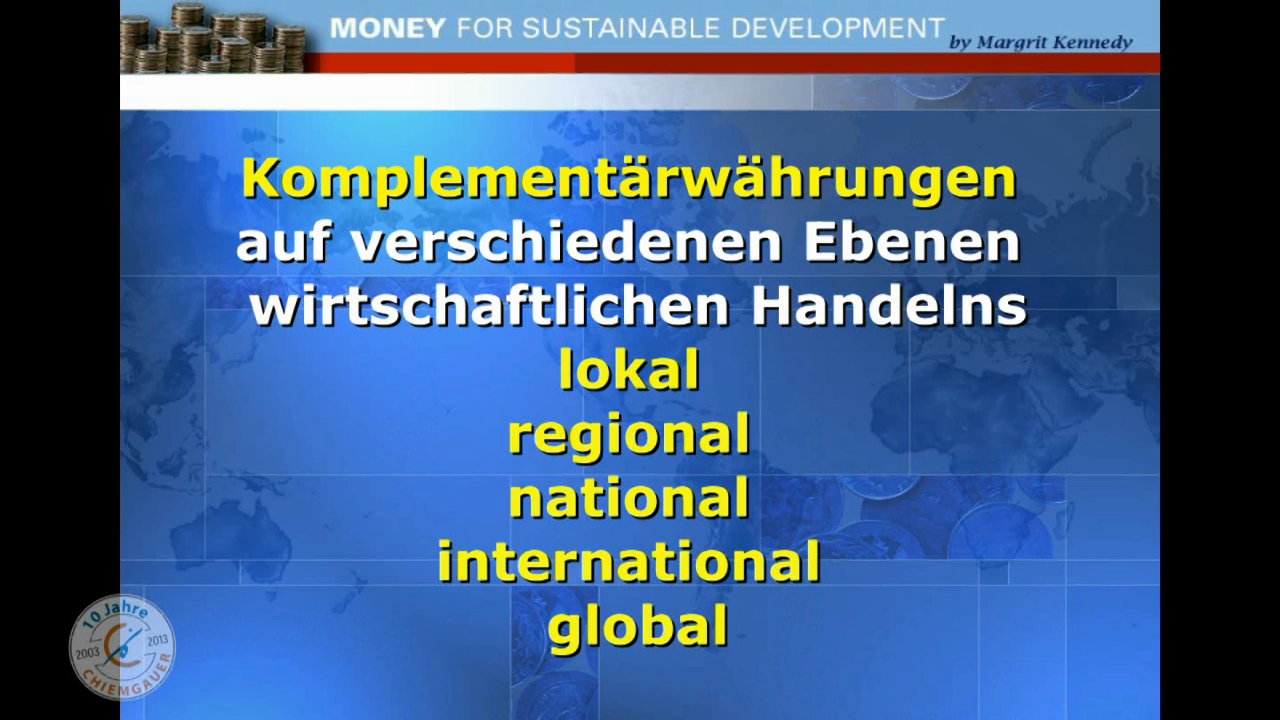 MONEY FOR SUSTAINABLE DEVELOPMENT
by Margrit Kennedy
Komplementärwährungen
auf verschiedenen Ebenen
wirtschaftlichen Handelns
lokal
regional
national
international
global
10 Jahre
2003 2013
CHIEMGAUER